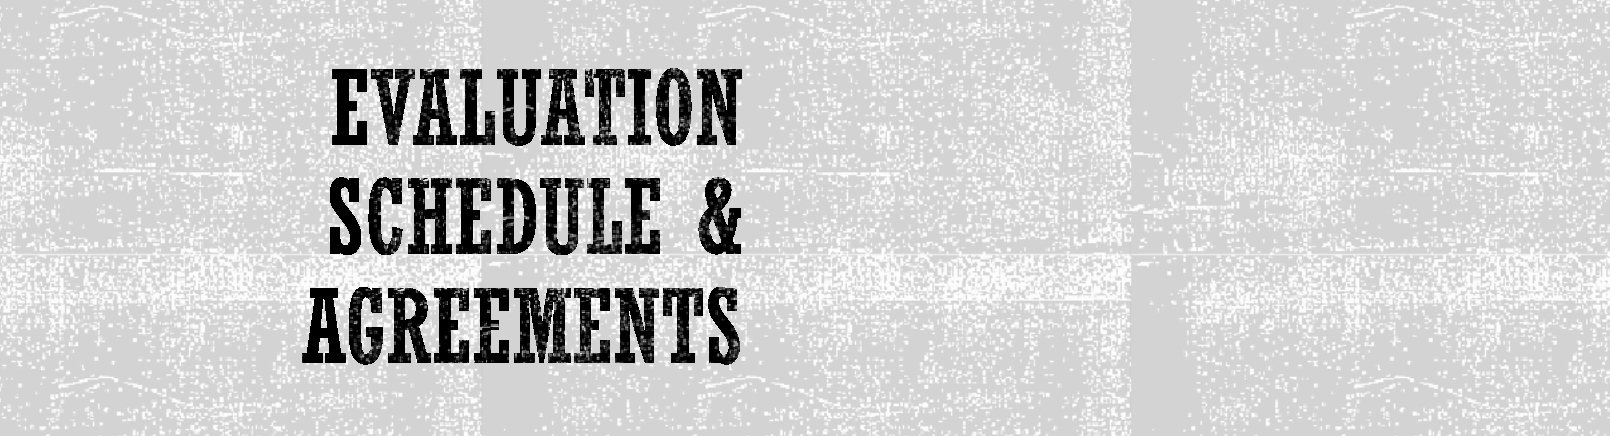 EVALUATION
SCHEDULE &
AGREEMENTS